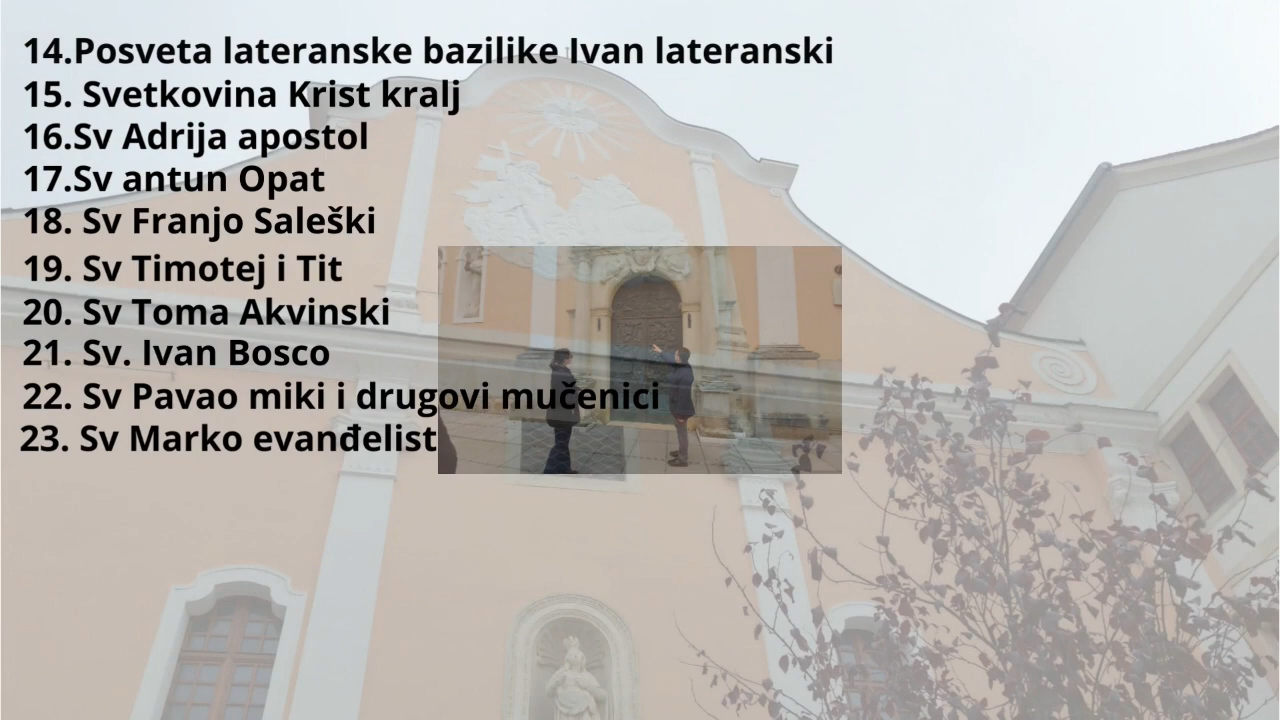 14.Posveta lateranske bazilike Ivan lateranski
15. Svetkovina Krist kralj
16.Sv Adrija apostol
17.Sv antun Opat
18. Sv Franjo Saleški
19. Sv Timotej i Tit
20. Sv Toma Akvinski
21. Sv. Ivan Bosco
22. Sv Pavao miki i drugovi mučenici
23. Sv Marko evanđelist